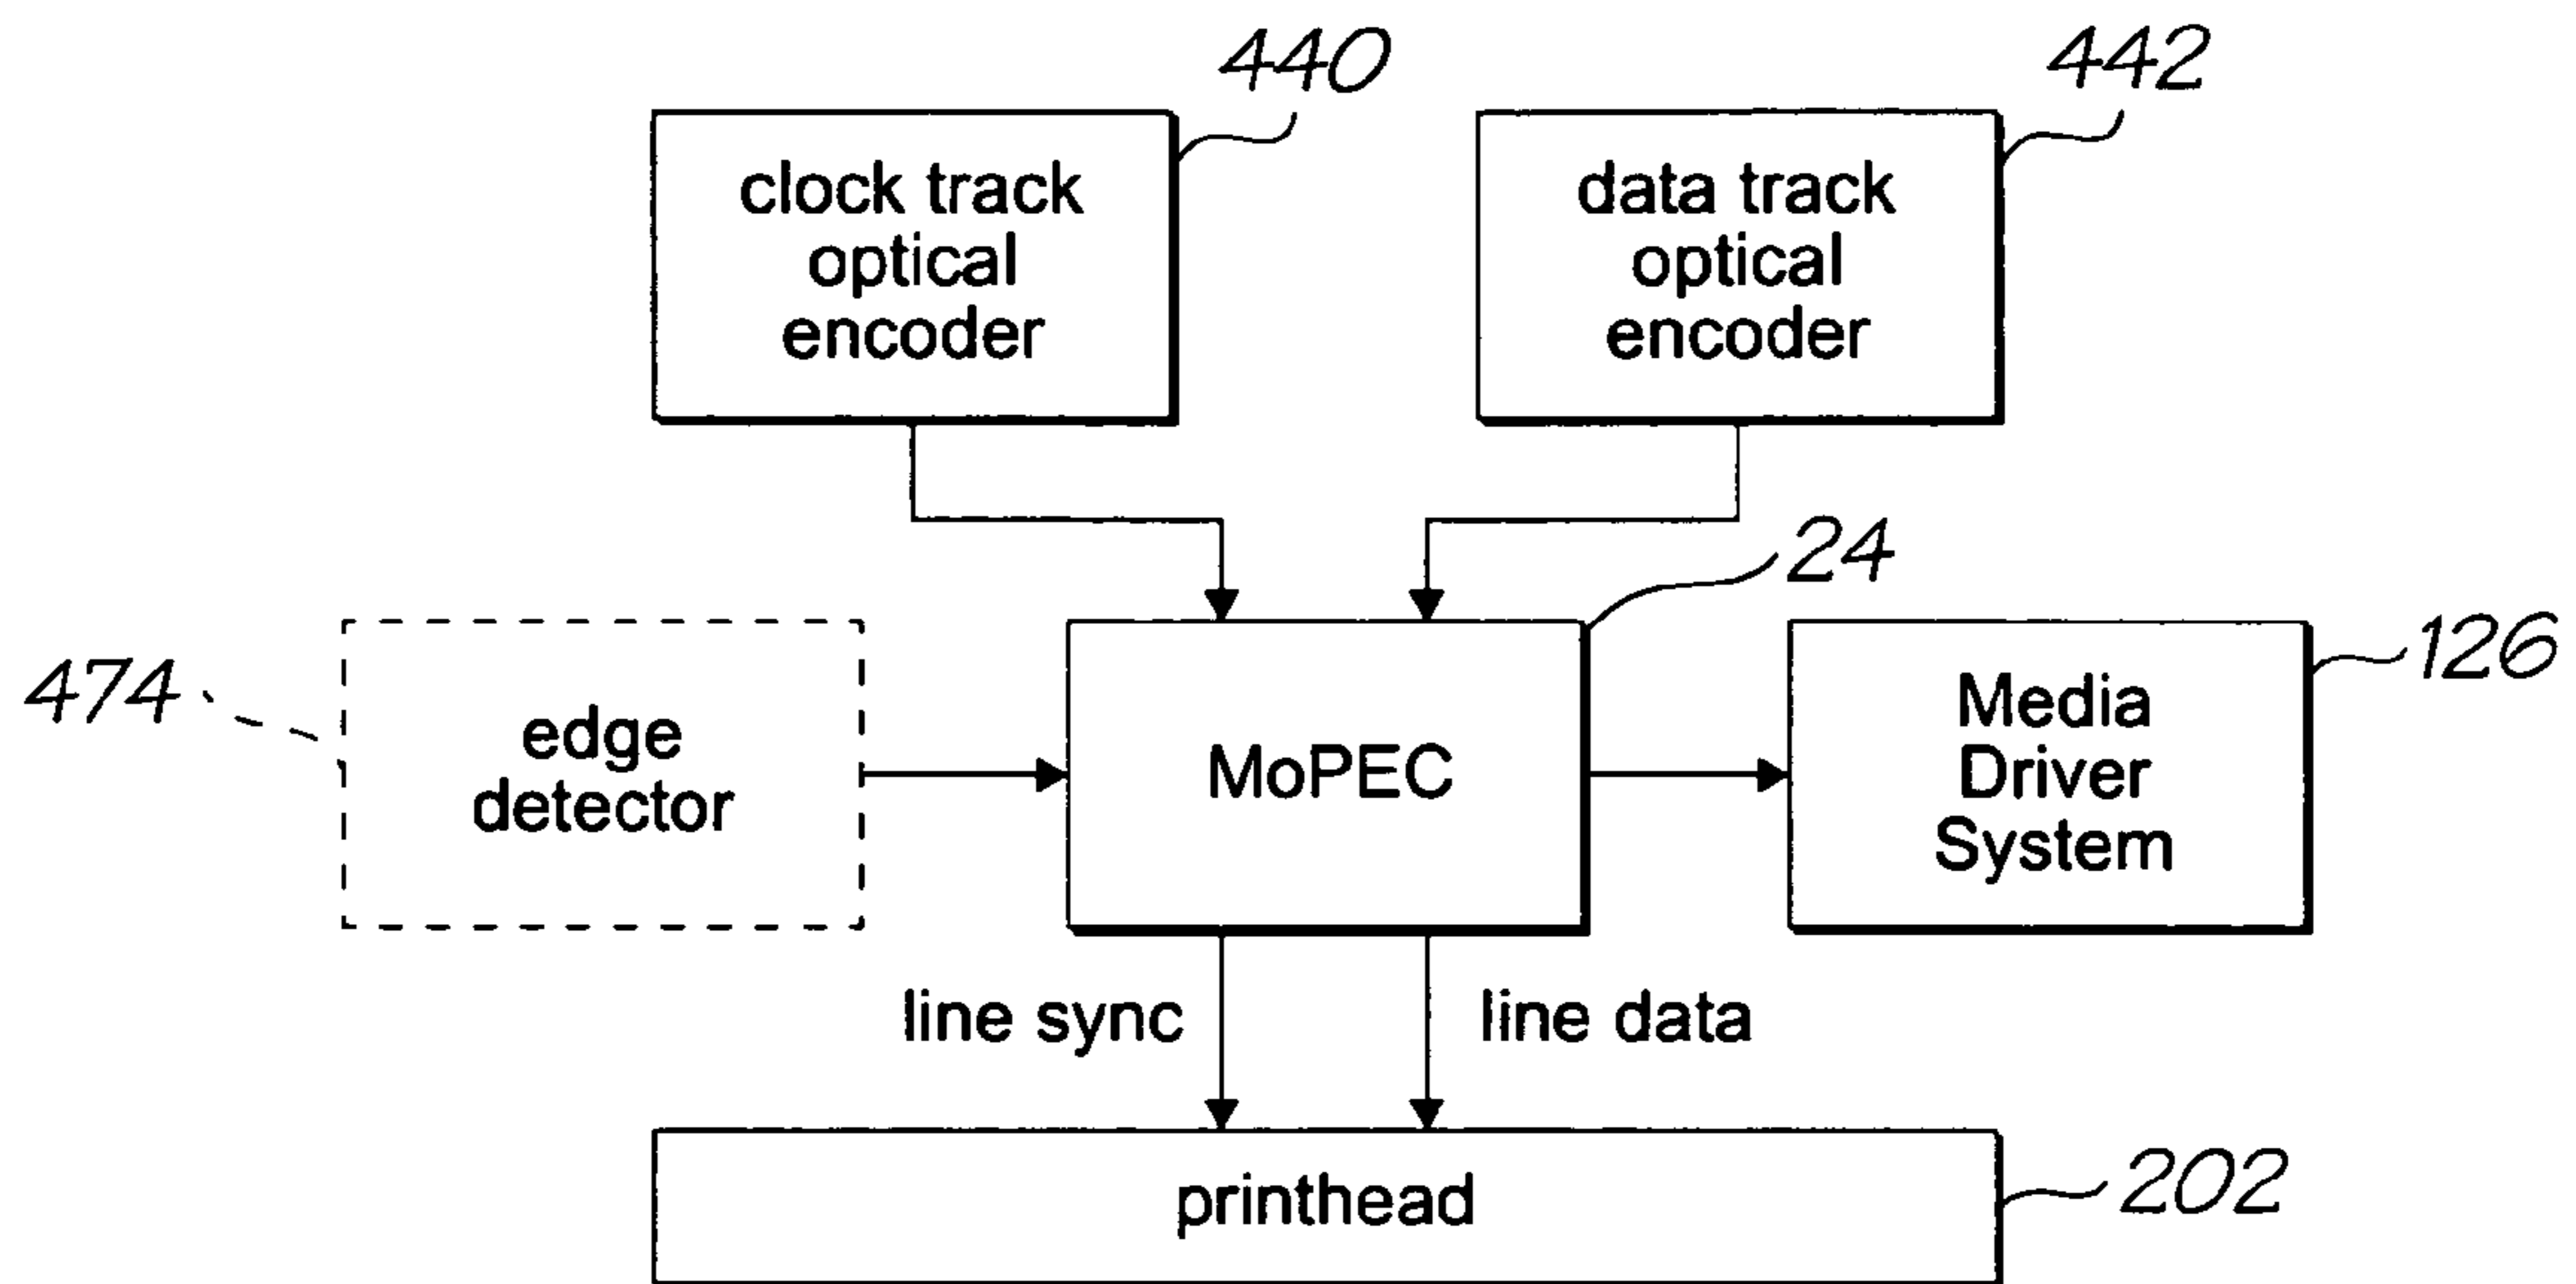 440
442
clock track
optical
encoder
data track
optical
encoder
24
474
edge
detector
MoPEC
Media
Driver
System
126
line sync
line data
printhead
202